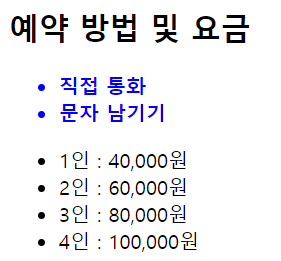 예약 방법 및 요금
직접 통화
문자 남기기
1인 : 40,000원
2인 : 60,000원
3인 : 80,000원
4인 : 100,000원